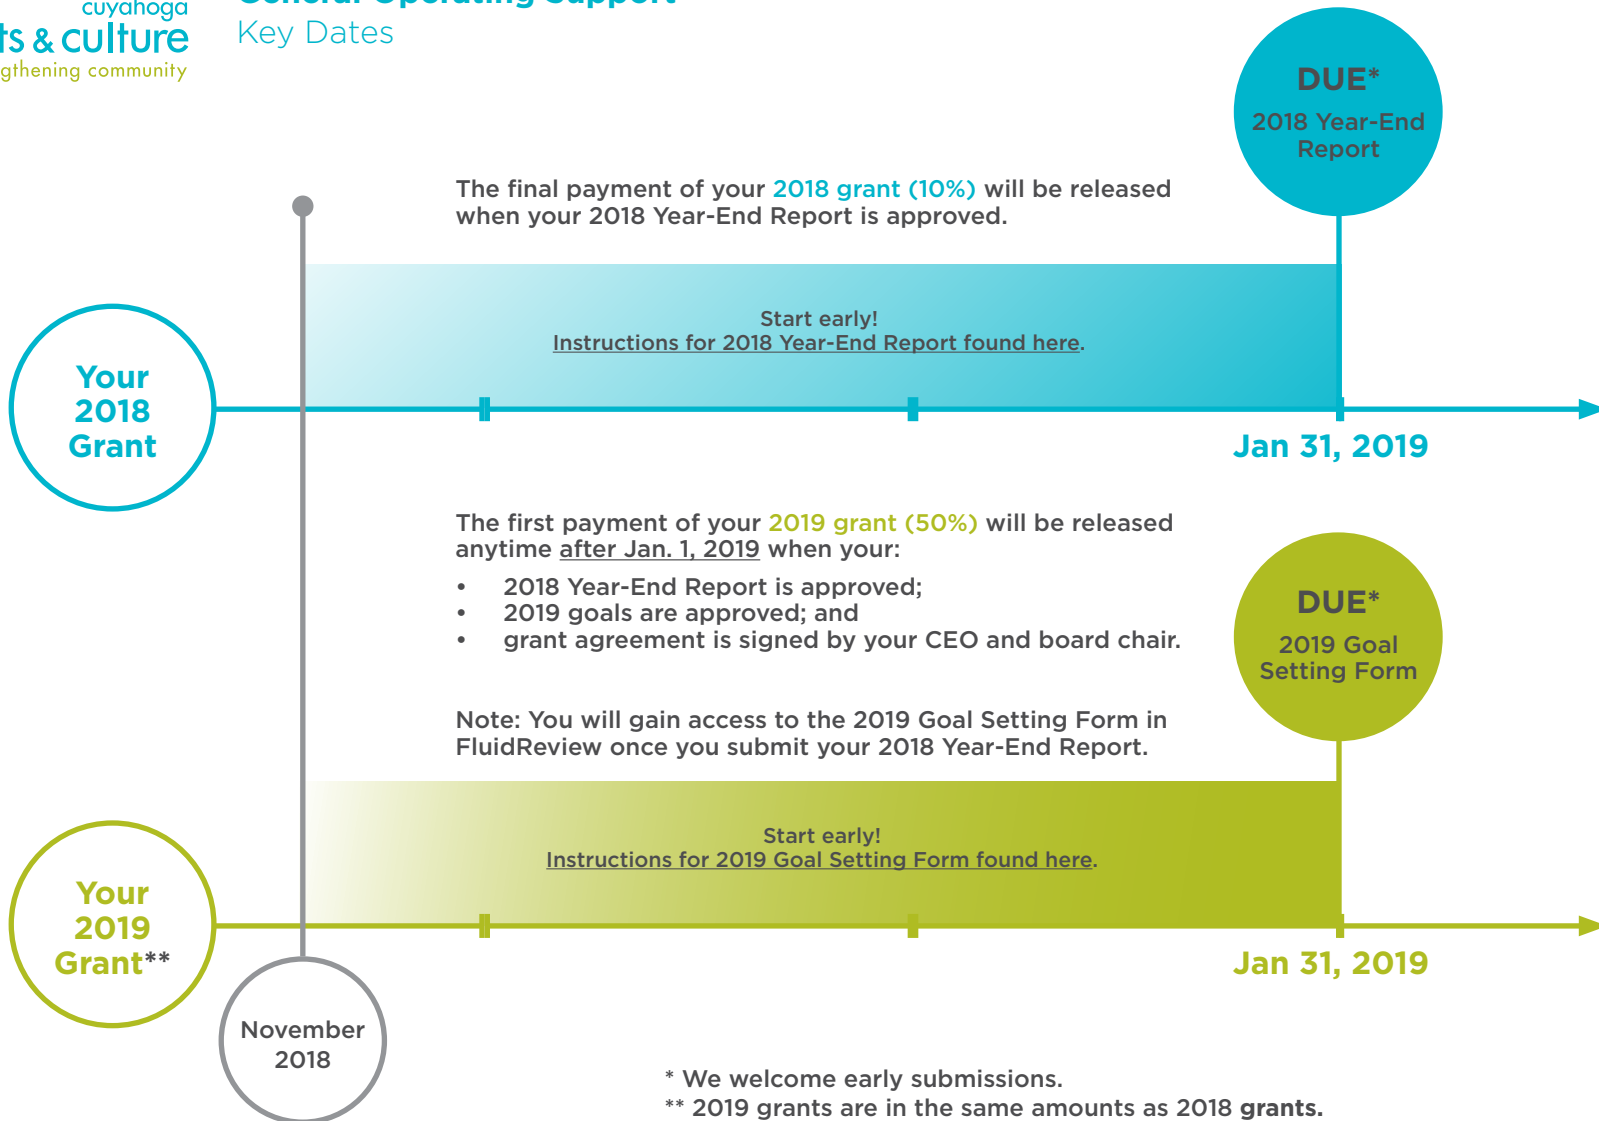 cuyahoga
ts & culture
gthening community
General Operating Support
Key Dates
DUE*
2018 Year-End
Report
The final payment of your 2018 grant (10%) will be released
when your 2018 Year-End Report is approved.
Start early!
Instructions for 2018 Year-End Report found here.
Your
2018
Grant
Jan 31, 2019
The first payment of your 2019 grant (50%) will be released
anytime after Jan. 1, 2019 when your:
• 2018 Year-End Report is approved;
• 2019 goals are approved; and
• grant agreement is signed by your CEO and board chair.
DUE*
2019 Goal
Setting Form
Note: You will gain access to the 2019 Goal Setting Form in
FluidReview once you submit your 2018 Year-End Report.
Start early!
Instructions for 2019 Goal Setting Form found here.
Your
2019
Grant**
Jan 31, 2019
November
2018
* We welcome early submissions.
** 2019 grants are in the same amounts as 2018 grants.